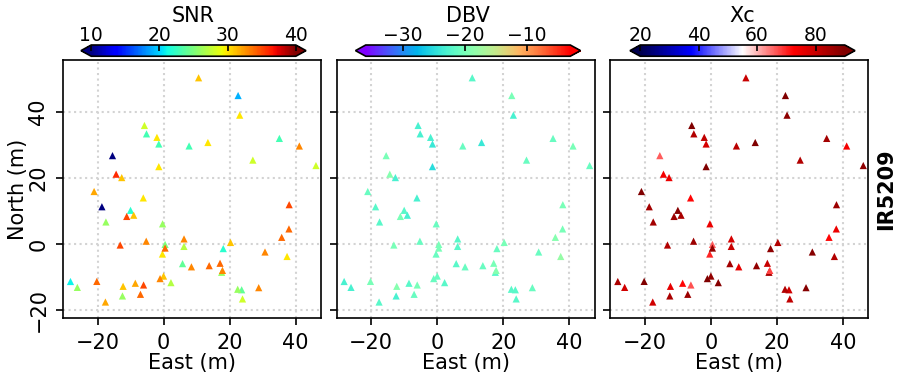 SNR DBV Xc
10 20 30 40 −30 −20 −10 20 40 60 80
North (m)
40
20
0
−20
IR5209
−20 0 20 40 −20 0 20 40 −20 0 20 40
East (m) East (m) East (m)